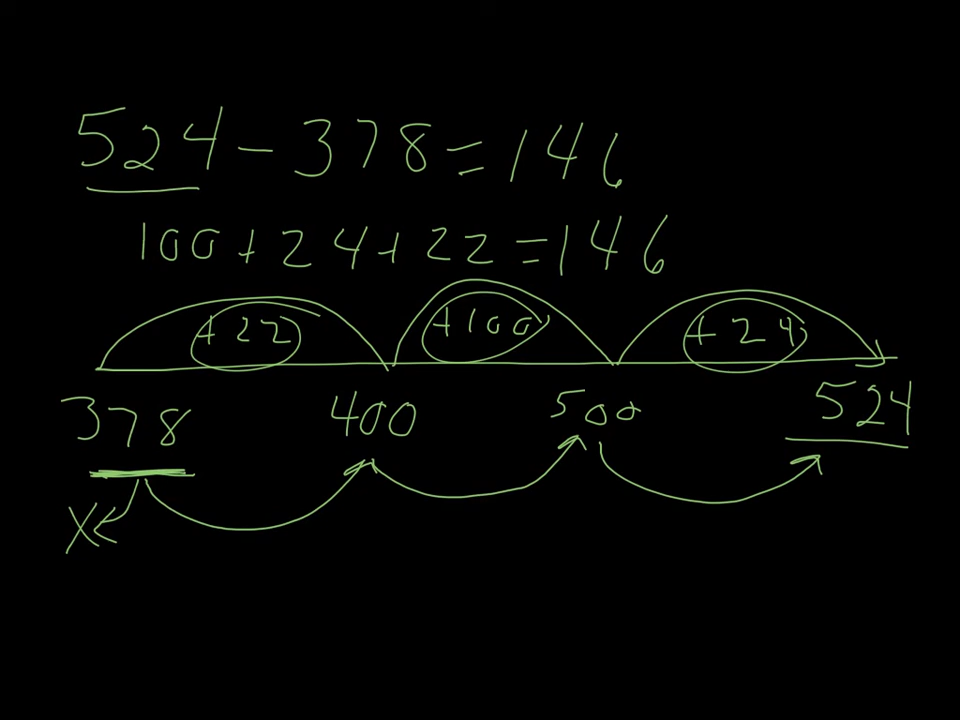 524 - 378 = 146
100 + 24 + 22 = 146
+22 +100 +24
378 400 500 524
X